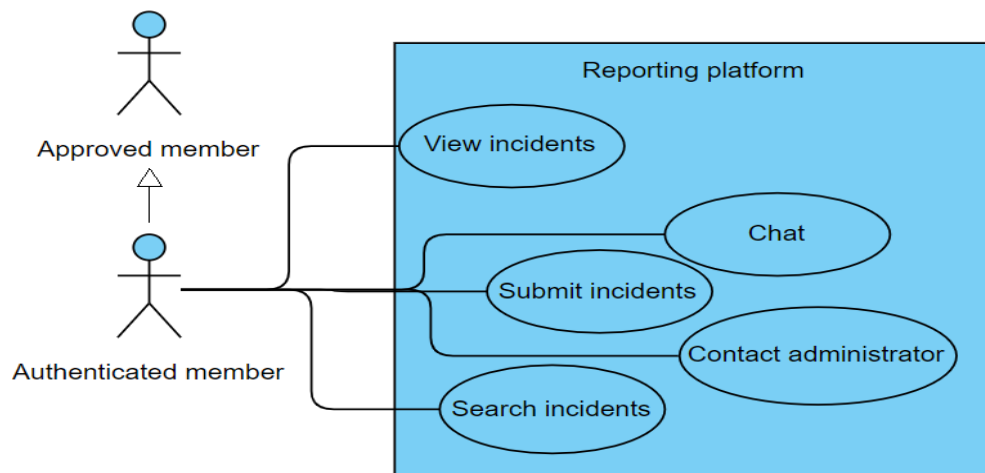 Reporting platform
Approved member
View incidents
Chat
Submit incidents
Contact administrator
Authenticated member
Search incidents